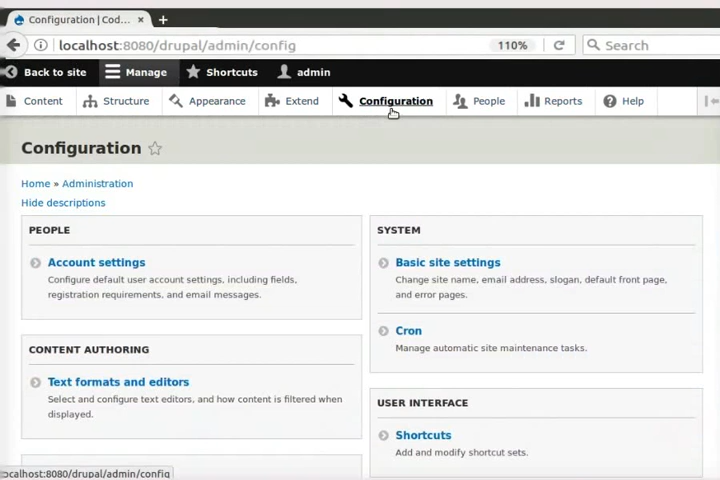 Configuration | Cod... ×
localhost:8080/drupal/admin/config 110% Search
Back to site Manage Shortcuts admin
Content Structure Appearance Extend Configuration People Reports Help
Configuration
Home » Administration
Hide descriptions
PEOPLE
Account settings
Configure default user account settings, including fields,
registration requirements, and email messages.
CONTENT AUTHORING
Text formats and editors
Select and configure text editors, and how content is filtered when
displayed.
SYSTEM
Basic site settings
Change site name, email address, slogan, default front page,
and error pages.
Cron
Manage automatic site maintenance tasks.
USER INTERFACE
Shortcuts
Add and modify shortcut sets.
ocalhost:8080/drupal/admin/config